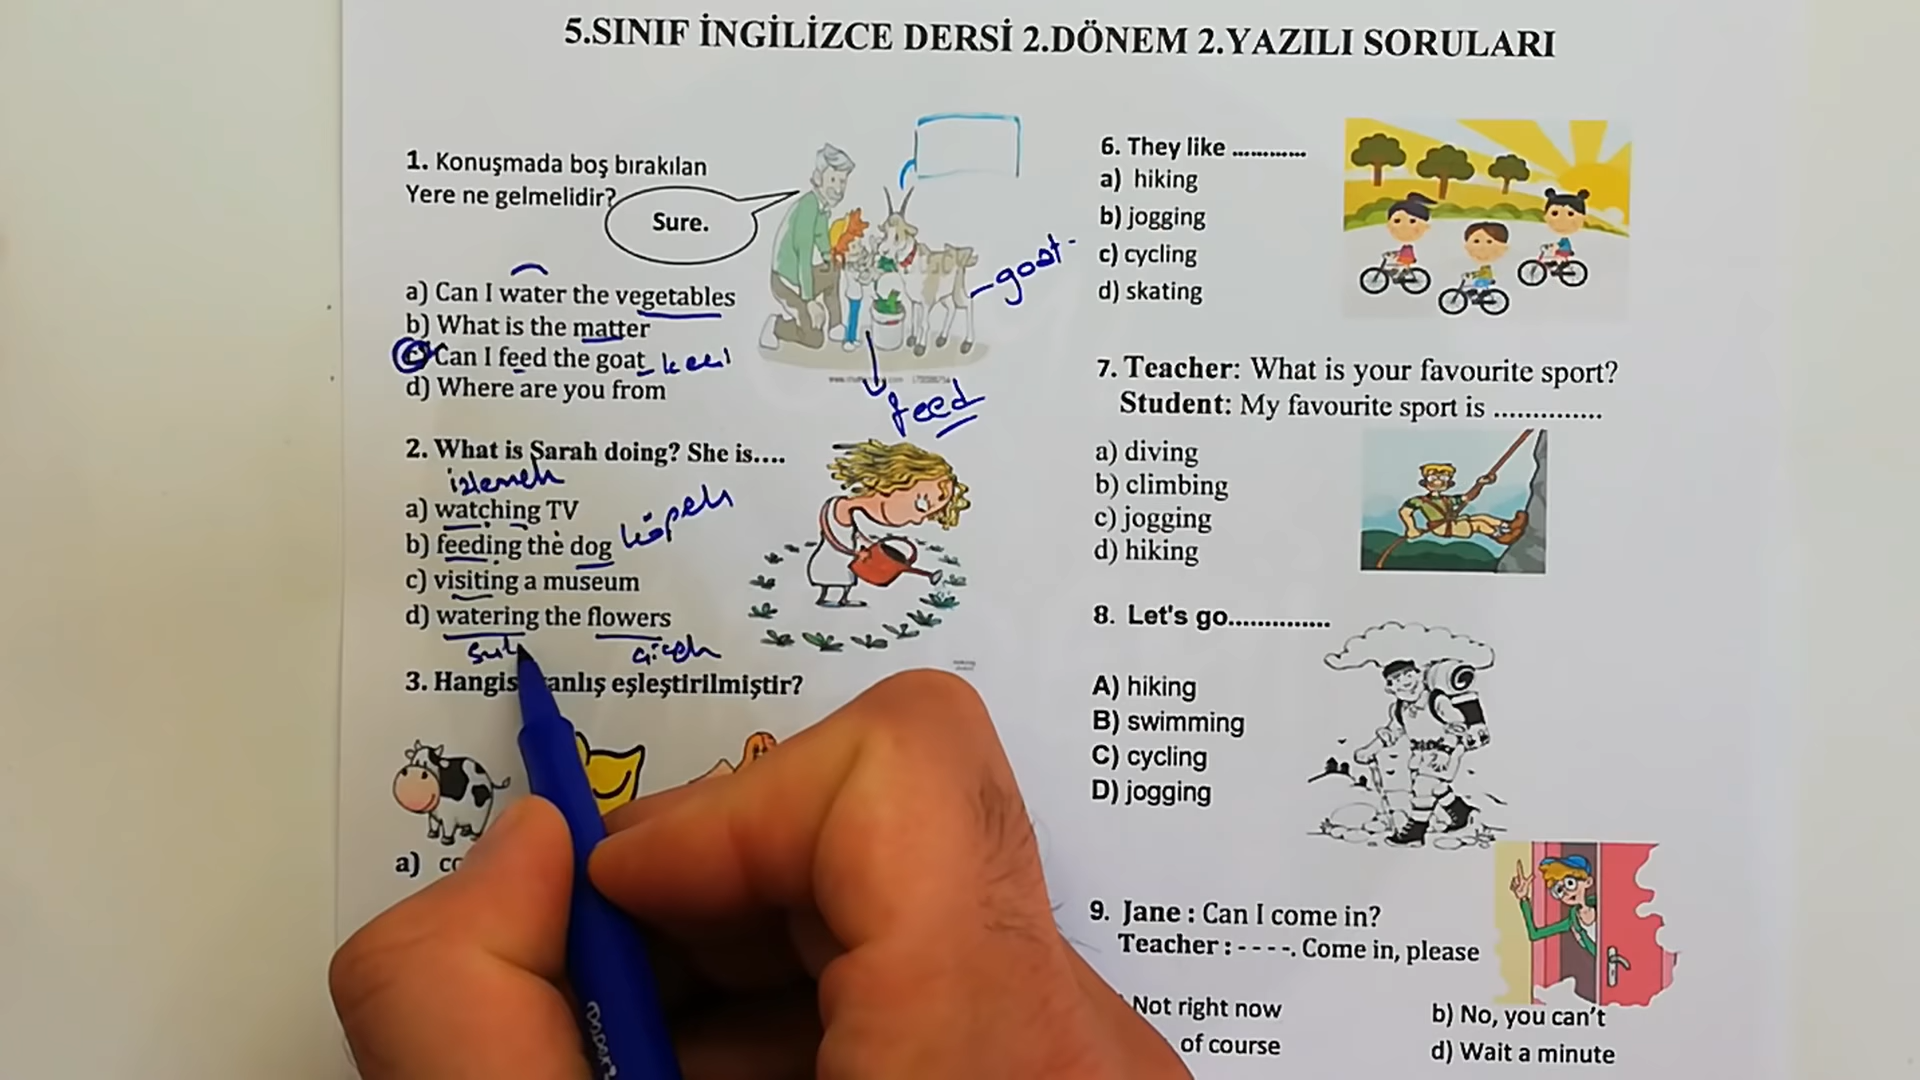 5.SINIF İNGİLİZCE DERSİ 2.DÖNEM 2.YAZILI SORULARI
1. Konuşmada boş bırakılan
Yere ne gelmelidir?
Sure.
a) Can I water the vegetables
b) What is the matter
c) Can I feed the goat
d) Where are you from
goat
feed
2. What is Sarah doing? She is....
izlemek
a) watching TV
b) feeding the dog köpek
c) visiting a museum
d) watering the flowers
çiçek
3. eşleştirilmiştir?
a)
6. They like ............
a) hiking
b) jogging
c) cycling
d) skating
7. Teacher: What is your favourite sport?
Student: My favourite sport is ..............
a) diving
b) climbing
c) jogging
d) hiking
8. Let's go..............
A) hiking
B) swimming
C) cycling
D) jogging
9. Jane : Can I come in?
Teacher : - - - -. Come in, please
Not right now
b) No, you can't
of course
d) Wait a minute